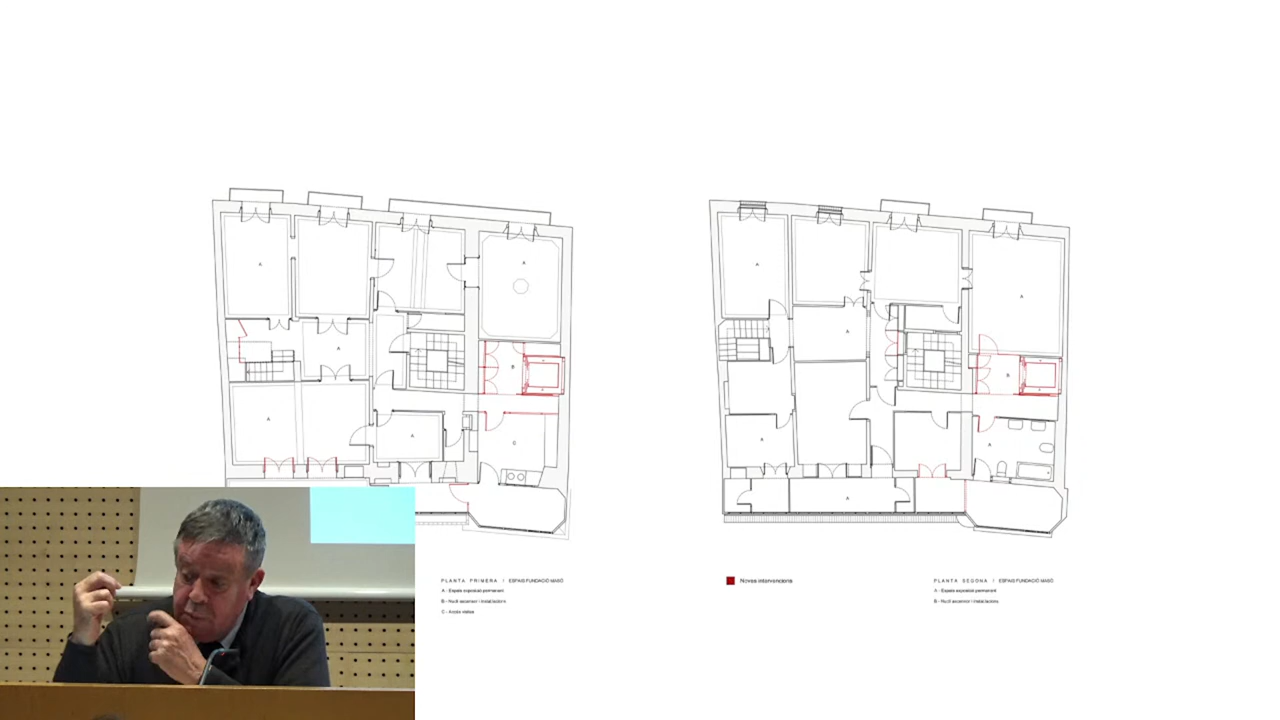 A
A
A
B
A
A
C
A
A
A
B
A
A
A
PLANTA PRIMERA / ESPAIS FUNDACIÓ MASÓ
A - Espais exposició permanent
B - Nucli ascensor i instal·lacions
C - Accés visites
Noves intervencions
PLANTA SEGONA / ESPAIS FUNDACIÓ MASÓ
A - Espais exposició permanent
B - Nucli ascensor i instal·lacions